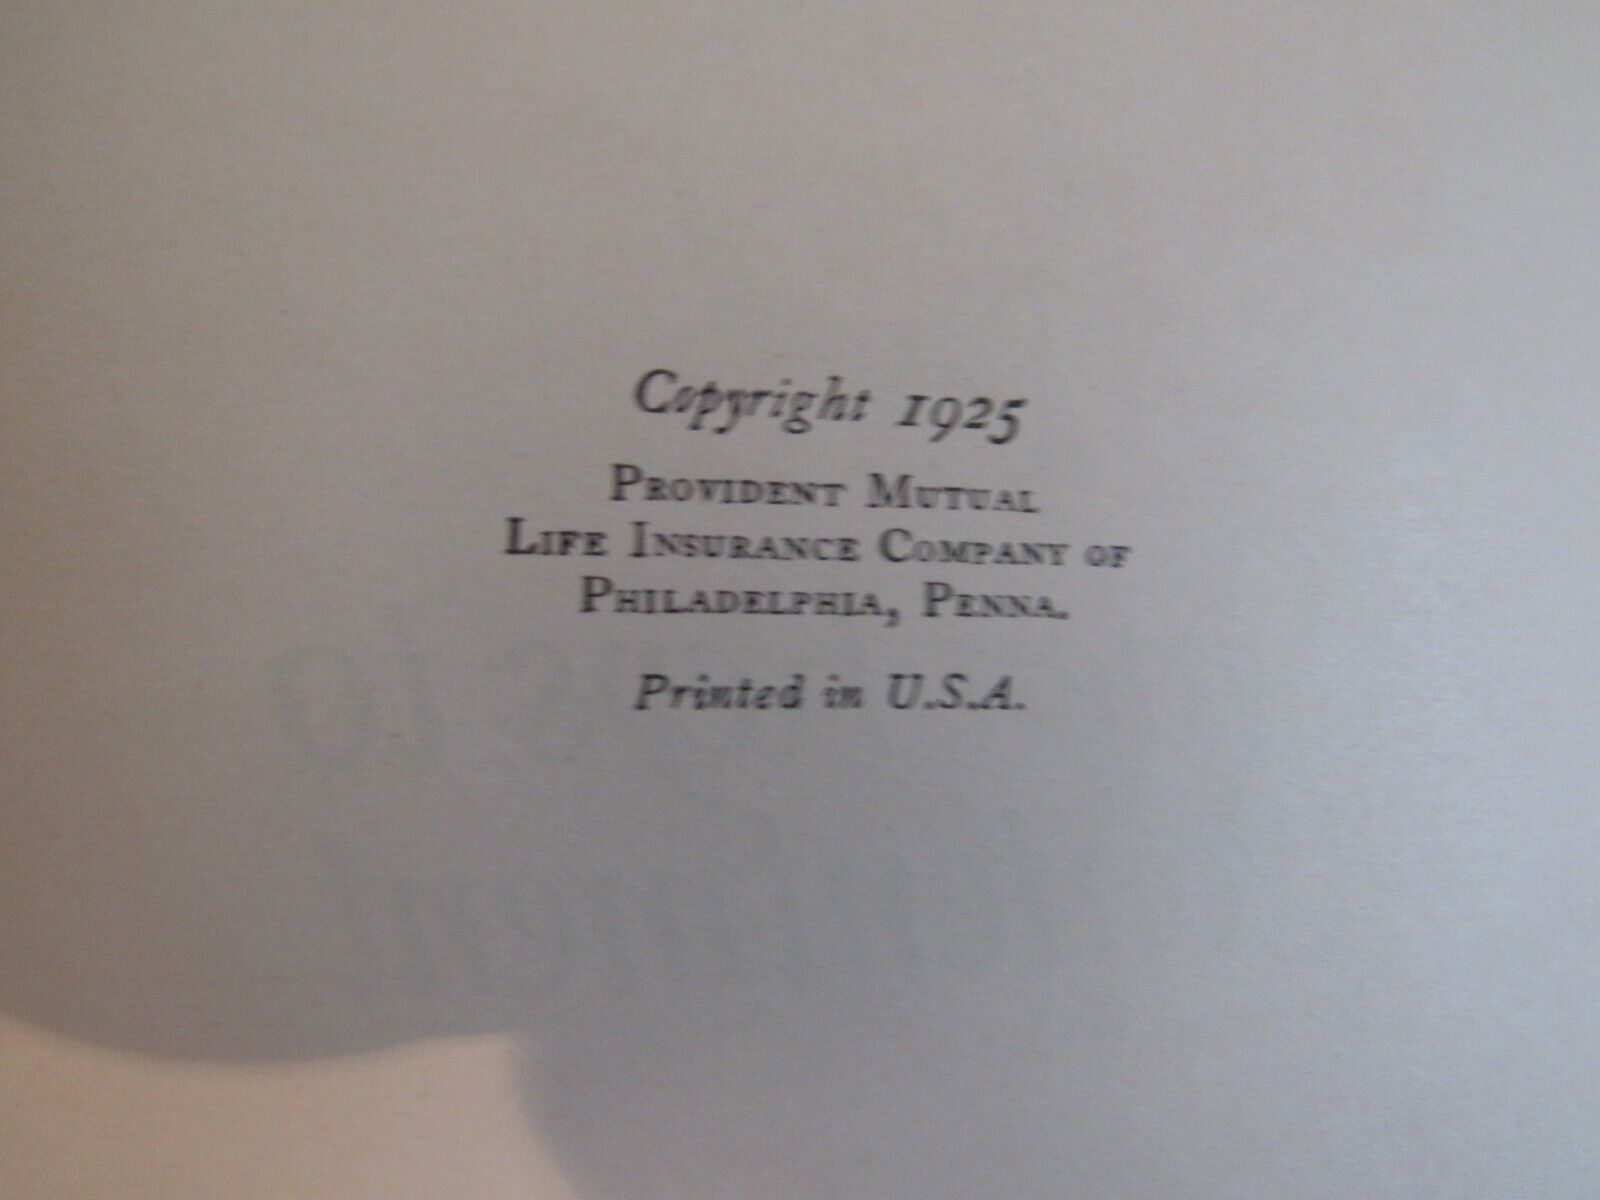 Copyright 1925
Provident Mutual
Life Insurance Company of
Philadelphia, Penna.
Printed in U.S.A.